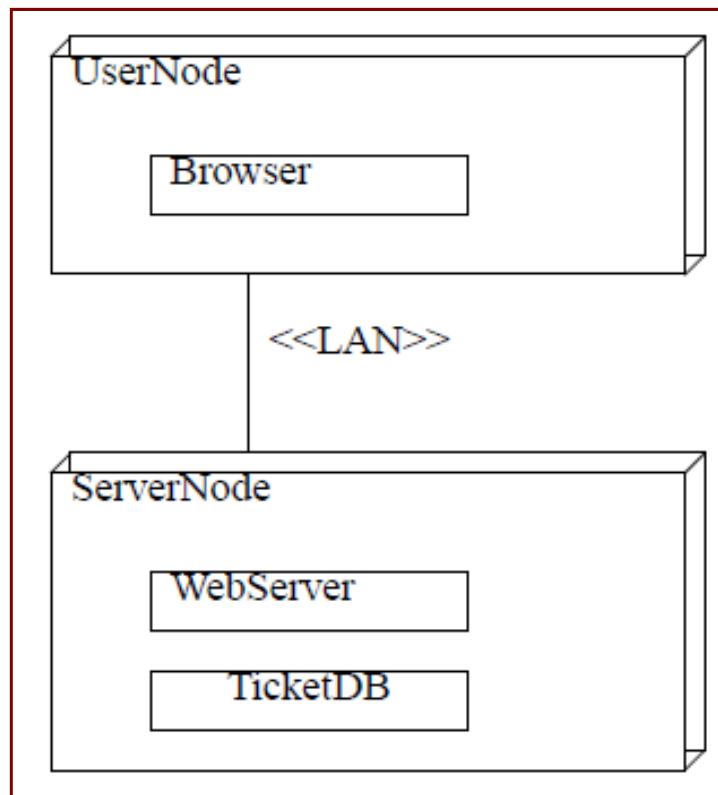 UserNode
Browser
<<LAN>>
ServerNode
WebServer
TicketDB